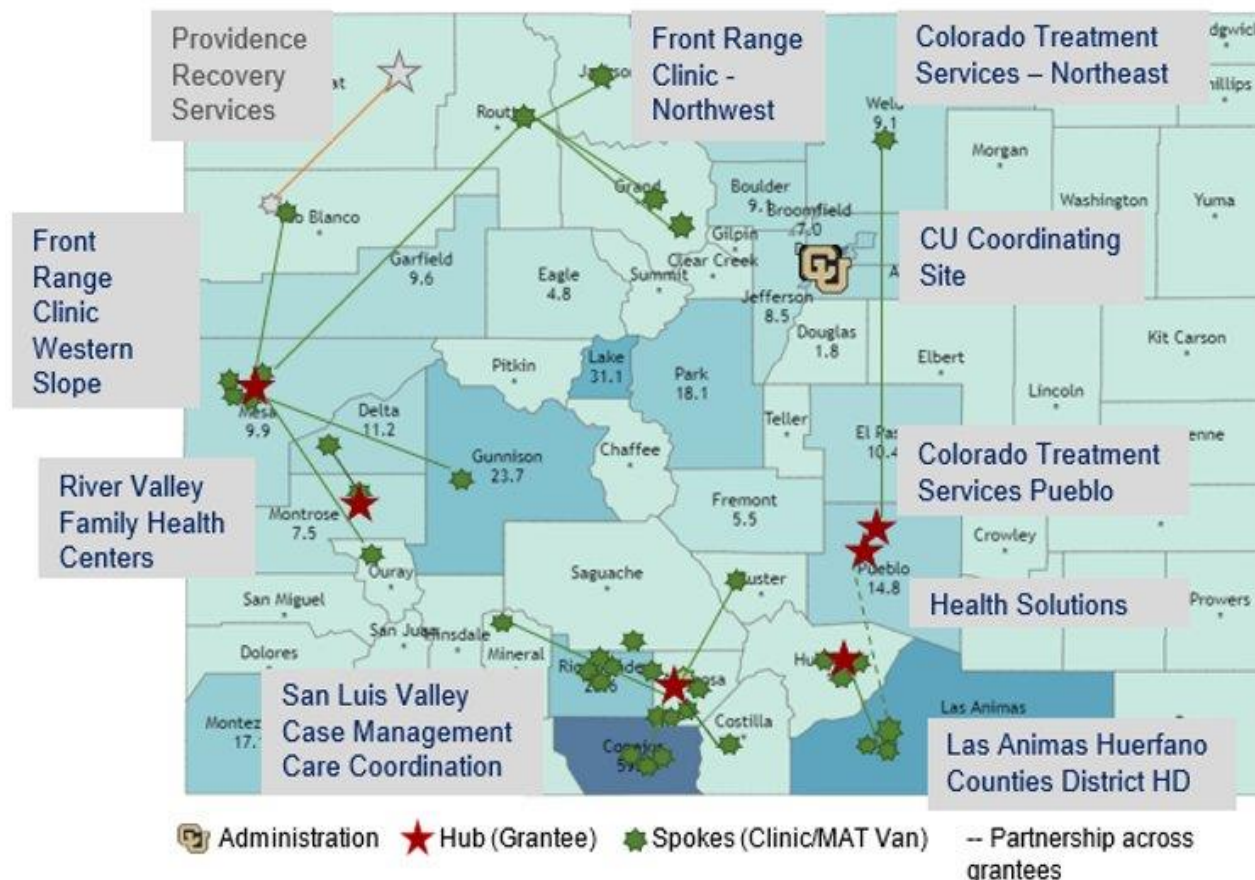 Providence
Recovery
Services
Front Range
Clinic -
Northwest
Colorado Treatment
Services – Northeast
Weld
9.1
Morgan
Washington
Yuma
Boulder
9.1
Broomfield
7.0
Grand
Gilpin
Clear Creek
Summit
Eagle
4.8
Garfield
9.6
Front
Range
Clinic
Western
Slope
CU Coordinating
Site
Jefferson
8.5
Douglas
1.8
Elbert
Kit Carson
Lincoln
Pitkin
Lake
31.1
Park
18.1
Teller
Mesa
9.9
Delta
11.2
Gunnison
23.7
Chaffee
Colorado Treatment
Services Pueblo
River Valley
Family Health
Centers
Montrose
7.5
Fremont
5.5
Crowley
Pueblo
14.8
Ouray
Saguache
Health Solutions
Prowers
San Miguel
San Juan
Dolores
Mineral
San Luis Valley
Case Management
Care Coordination
Costilla
Las Animas
Las Animas Huerfano
Counties District HD
Administration
Hub (Grantee)
Spokes (Clinic/MAT Van)
-- Partnership across
grantees